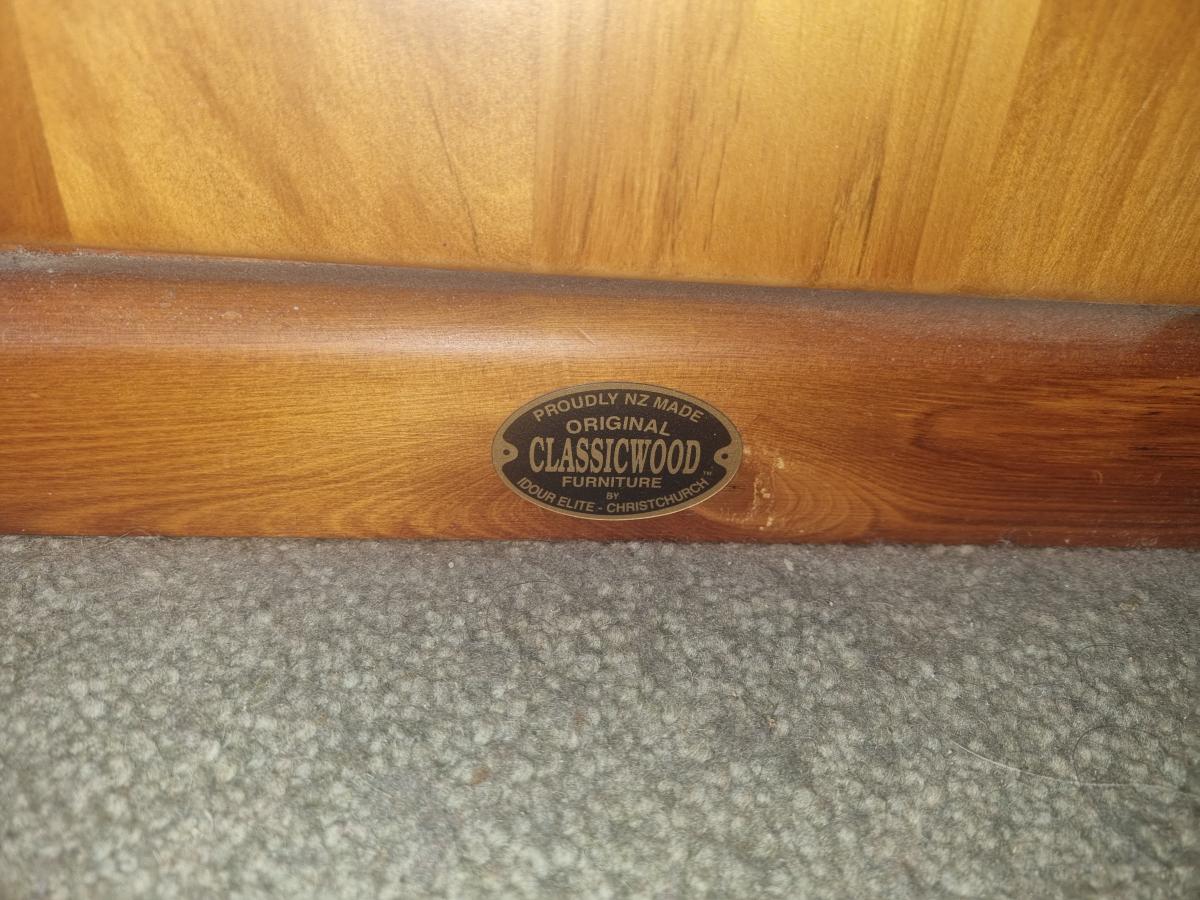 PROUDLY NZ MADE
ORIGINAL
CLASSICWOOD
FURNITURE
BY
IDOUR ELITE - CHRISTCHURCH™